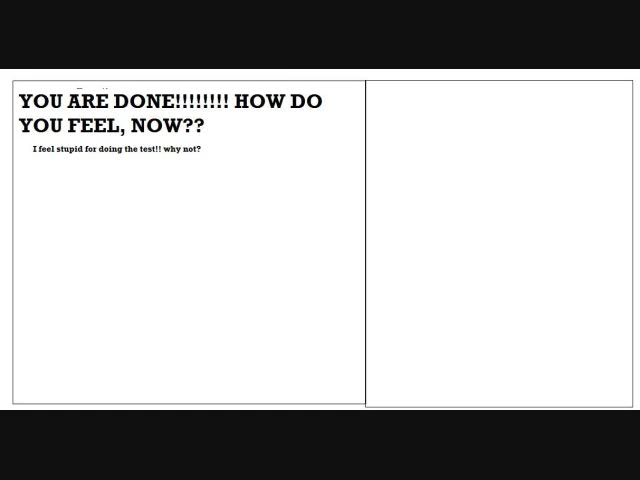 YOU ARE DONE!!!!!!!! HOW DO
YOU FEEL, NOW??
I feel stupid for doing the test!! why not?